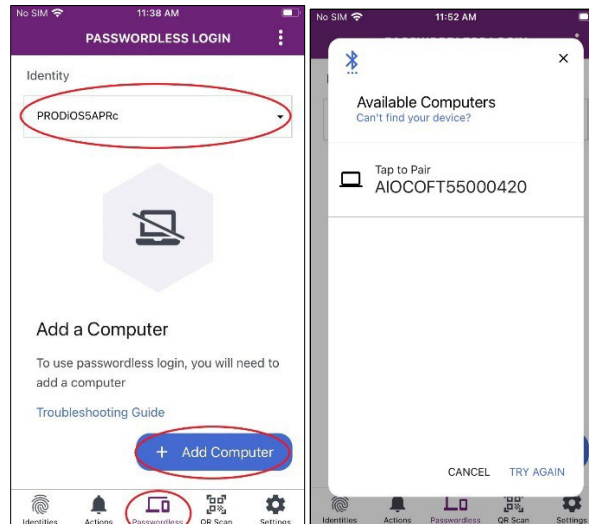 No SIM 11:38 AM
PASSWORDLESS LOGIN
Identity
PRODiOS5APRc
Add a Computer
To use passwordless login, you will need to
add a computer
Troubleshooting Guide
+ Add Computer
Identities Actions Passwordless QR Scan Settings
No SIM 11:52 AM
Available Computers
Can't find your device?
Tap to Pair
AIOCOFT55000420
CANCEL TRY AGAIN
Identities Actions Passwordless QR Scan Settings